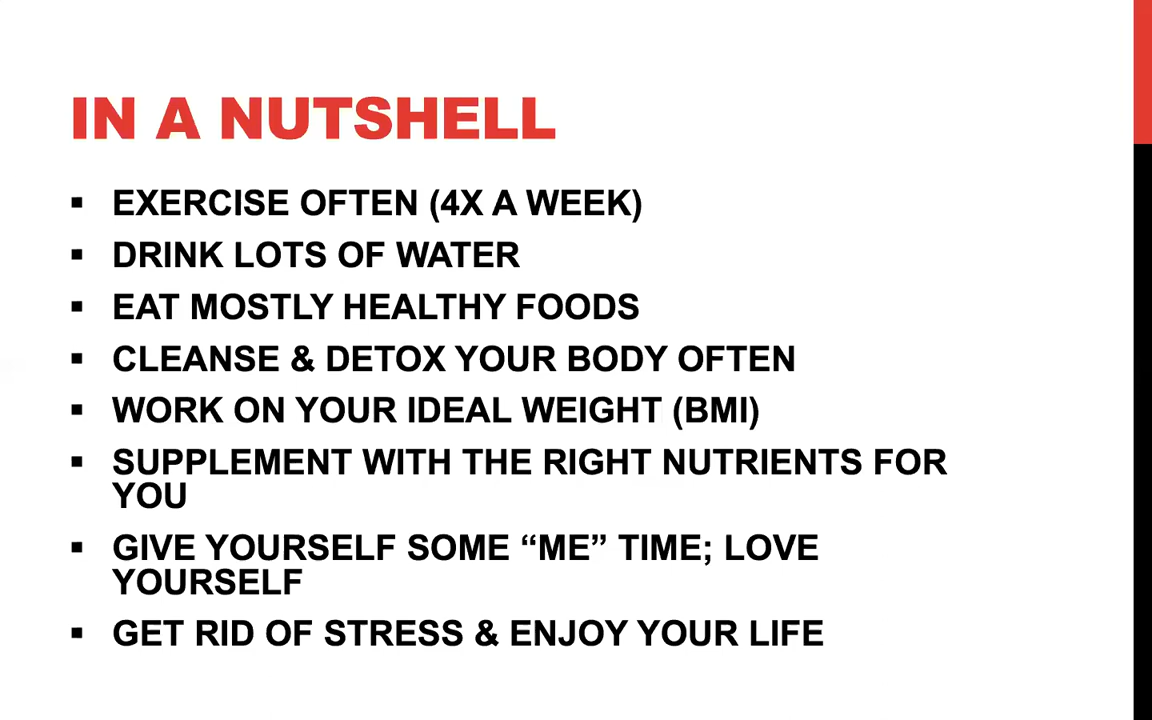 IN A NUTSHELL
▪ EXERCISE OFTEN (4X A WEEK)
▪ DRINK LOTS OF WATER
▪ EAT MOSTLY HEALTHY FOODS
▪ CLEANSE & DETOX YOUR BODY OFTEN
▪ WORK ON YOUR IDEAL WEIGHT (BMI)
▪ SUPPLEMENT WITH THE RIGHT NUTRIENTS FOR
YOU
▪ GIVE YOURSELF SOME “ME” TIME; LOVE
YOURSELF
▪ GET RID OF STRESS & ENJOY YOUR LIFE